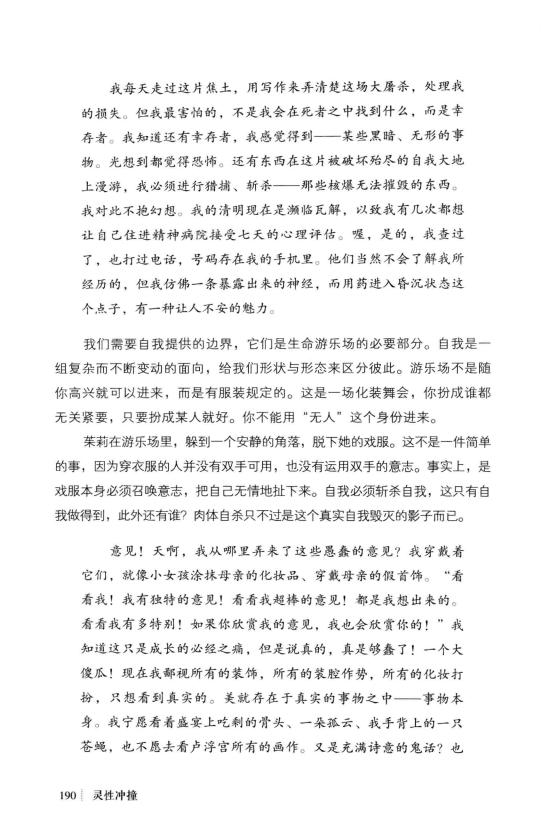 我每天走过这片焦土，用写作来弄清楚这场大屠杀，处理我
的损失。但我最害怕的，不是我会在死者之中找到什么，而是幸
存者。我知道还有幸存者，我感觉得到——某些黑暗、无形的事
物。光想到都觉得恐怖。还有东西在这片被破坏殆尽的自我大地
上漫游，我必须进行猎捕、斩杀——那些核爆无法摧毁的东西。
我对此不抱幻想。我的清明现在是濒临瓦解，以致我有几次都想
让自己住进精神病院接受七天的心理评估。喔，是的，我查过
了，也打过电话，号码存在我的手机里。他们当然不会了解我所
经历的，但我仿佛一条暴露出来的神经，而用药进入昏沉状态这
个点子，有一种让人不安的魅力。
我们需要自我提供的边界，它们是生命游乐场的必要部分。自我是一
组复杂而不断变动的面向，给我们形状与形态来区分彼此。游乐场不是随
你高兴就可以进来，而是有服装规定的。这是一场化装舞会，你扮成谁都
无关紧要，只要扮成某人就好。你不能用“无人”这个身份进来。
茱莉在游乐场里，躲到一个安静的角落，脱下她的戏服。这不是一件简单
的事，因为穿衣服的人并没有双手可用，也没有运用双手的意志。事实上，是
戏服本身必须召唤意志，把自己无情地扯下来。自我必须斩杀自我，这只有自
我做得到，此外还有谁？肉体自杀只不过是这个真实自我毁灭的影子而已。
意见！天啊，我从哪里弄来了这些愚蠢的意见？我穿戴着
它们，就像小女孩涂抹母亲的化妆品、穿戴母亲的假首饰。“看
看我！我有独特的意见！看看我超棒的意见！都是我想出来的。
看看我有多特别！如果你欣赏我的意见，我也会欣赏你的！”我
知道这只是成长的必经之痛，但是说真的，真是够蠢了！一个大
傻瓜！现在我鄙视所有的装饰，所有的装腔作势，所有的化妆打
扮，只想看到真实的。美就存在于真实的事物之中——事物本
身。我宁愿看着盛宴上吃剩的骨头、一朵孤云、我手背上的一只
苍蝇，也不愿去看卢浮宫所有的画作。又是充满诗意的鬼话？也
190 灵性冲撞